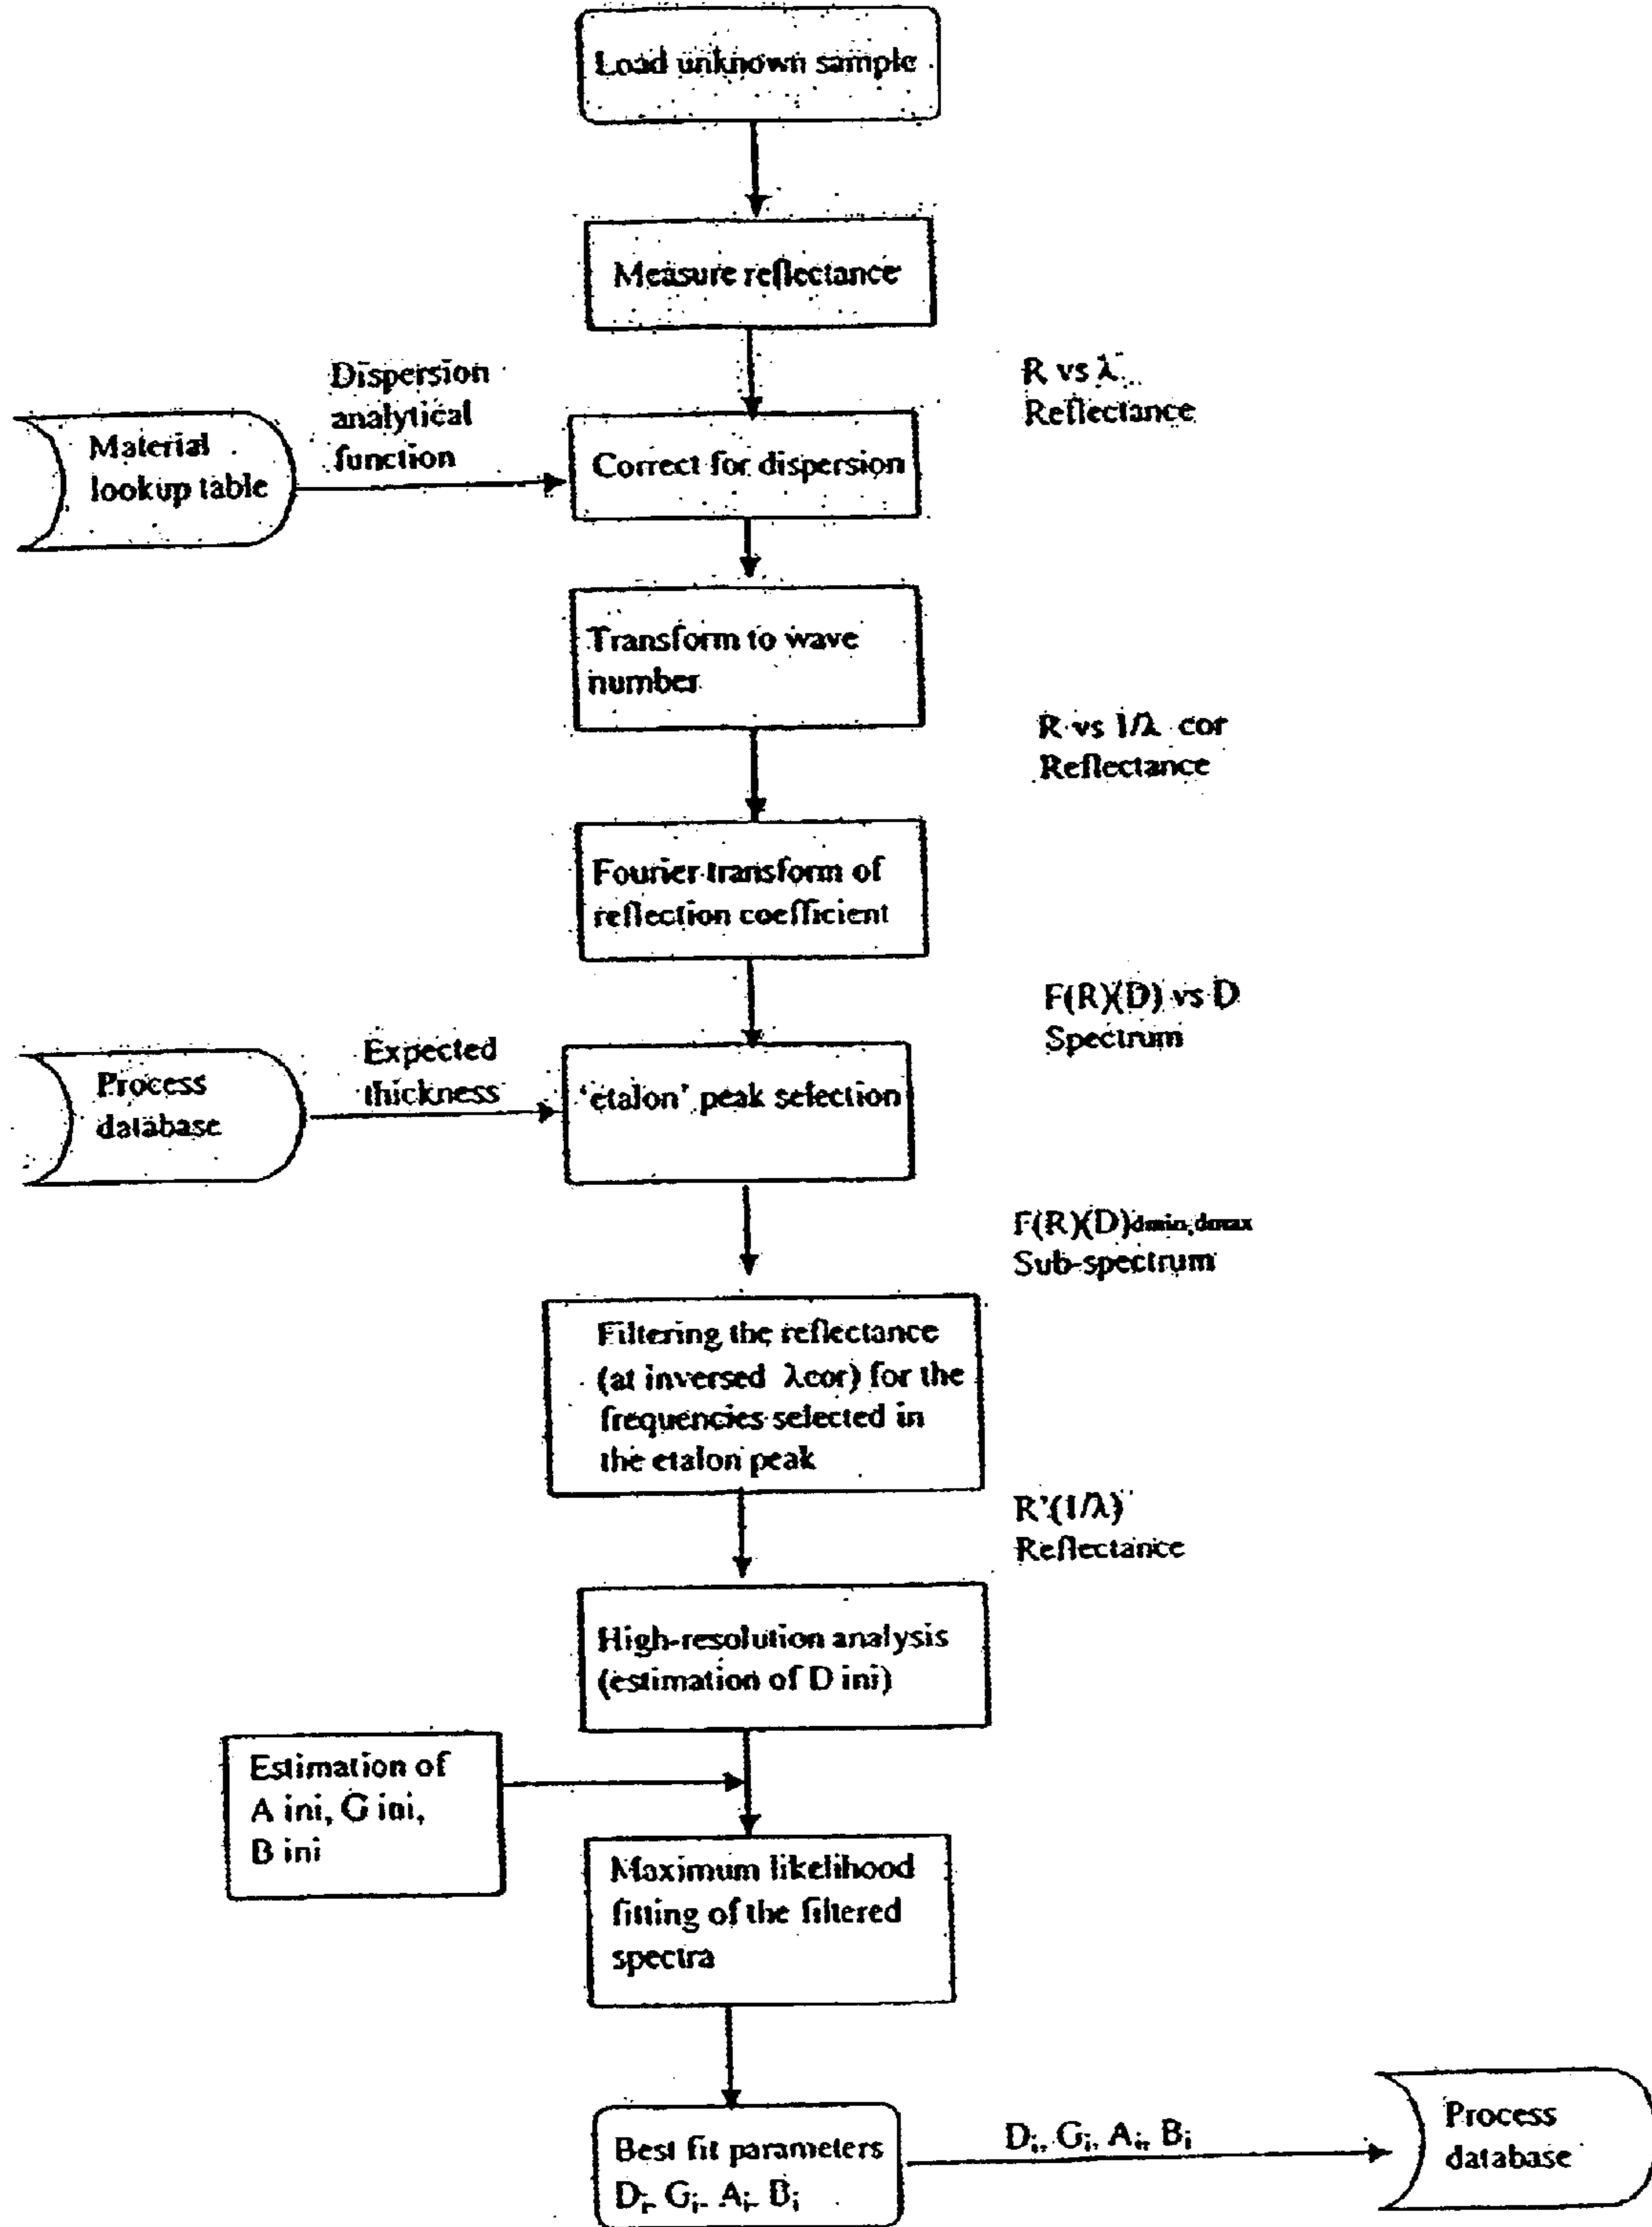 Load unknown sample
Measure reflectance
R vs λ
Reflectance
Dispersion
analytical
function
Material
lookup table
Correct for dispersion
Transform to wave
number
R vs 1/λ cor
Reflectance
Fourier transform of
reflection coefficient
F(R)(D) vs D
Spectrum
Process
database
Expected
thickness
'etalon' peak selection
F(R)(D)dmin,dmax
Sub-spectrum
Filtering the reflectance
(at inversed λcor) for the
frequencies selected in
the etalon peak
R'(1/λ)
Reflectance
High-resolution analysis
(estimation of D ini)
Estimation of
A ini, G ini,
B ini
Maximum likelihood
fitting of the filtered
spectra
Best fit parameters
Di, Gi, Ai, Bi
Di, Gi, Ai, Bi
Process
database